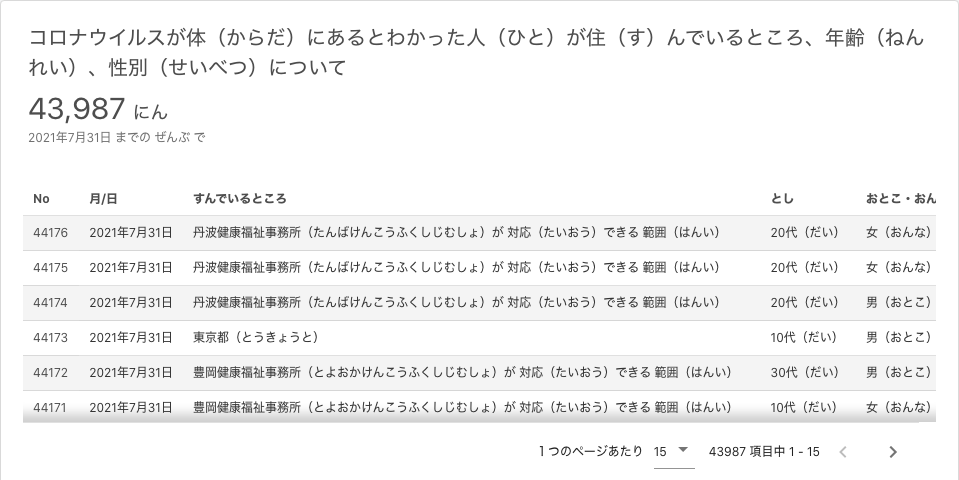 コロナウイルスが体（からだ）にあるとわかった人（ひと）が住（す）んでいるところ、年齢（ねん
れい）、性別（せいべつ）について
43,987 にん
2021年7月31日 までの ぜんぶ で
No 月/日 すんでいるところ とし おとこ・おん
44176 2021年7月31日 丹波健康福祉事務所（たんばけんこうふくしじむしょ）が 対応（たいおう）できる 範囲（はんい） 20代（だい） 女（おんな）
44175 2021年7月31日 丹波健康福祉事務所（たんばけんこうふくしじむしょ）が 対応（たいおう）できる 範囲（はんい） 20代（だい） 女（おんな）
44174 2021年7月31日 丹波健康福祉事務所（たんばけんこうふくしじむしょ）が 対応（たいおう）できる 範囲（はんい） 20代（だい） 男（おとこ）
44173 2021年7月31日 東京都（とうきょうと） 10代（だい） 男（おとこ）
44172 2021年7月31日 豊岡健康福祉事務所（とよおかけんこうふくしじむしょ）が 対応（たいおう）できる 範囲（はんい） 30代（だい） 男（おとこ）
44171 2021年7月31日 豊岡健康福祉事務所（とよおかけんこうふくしじむしょ）が 対応（たいおう）できる 範囲（はんい） 10代（だい） 女（おんな）
1 つのページあたり 15 43987 項目中 1 - 15